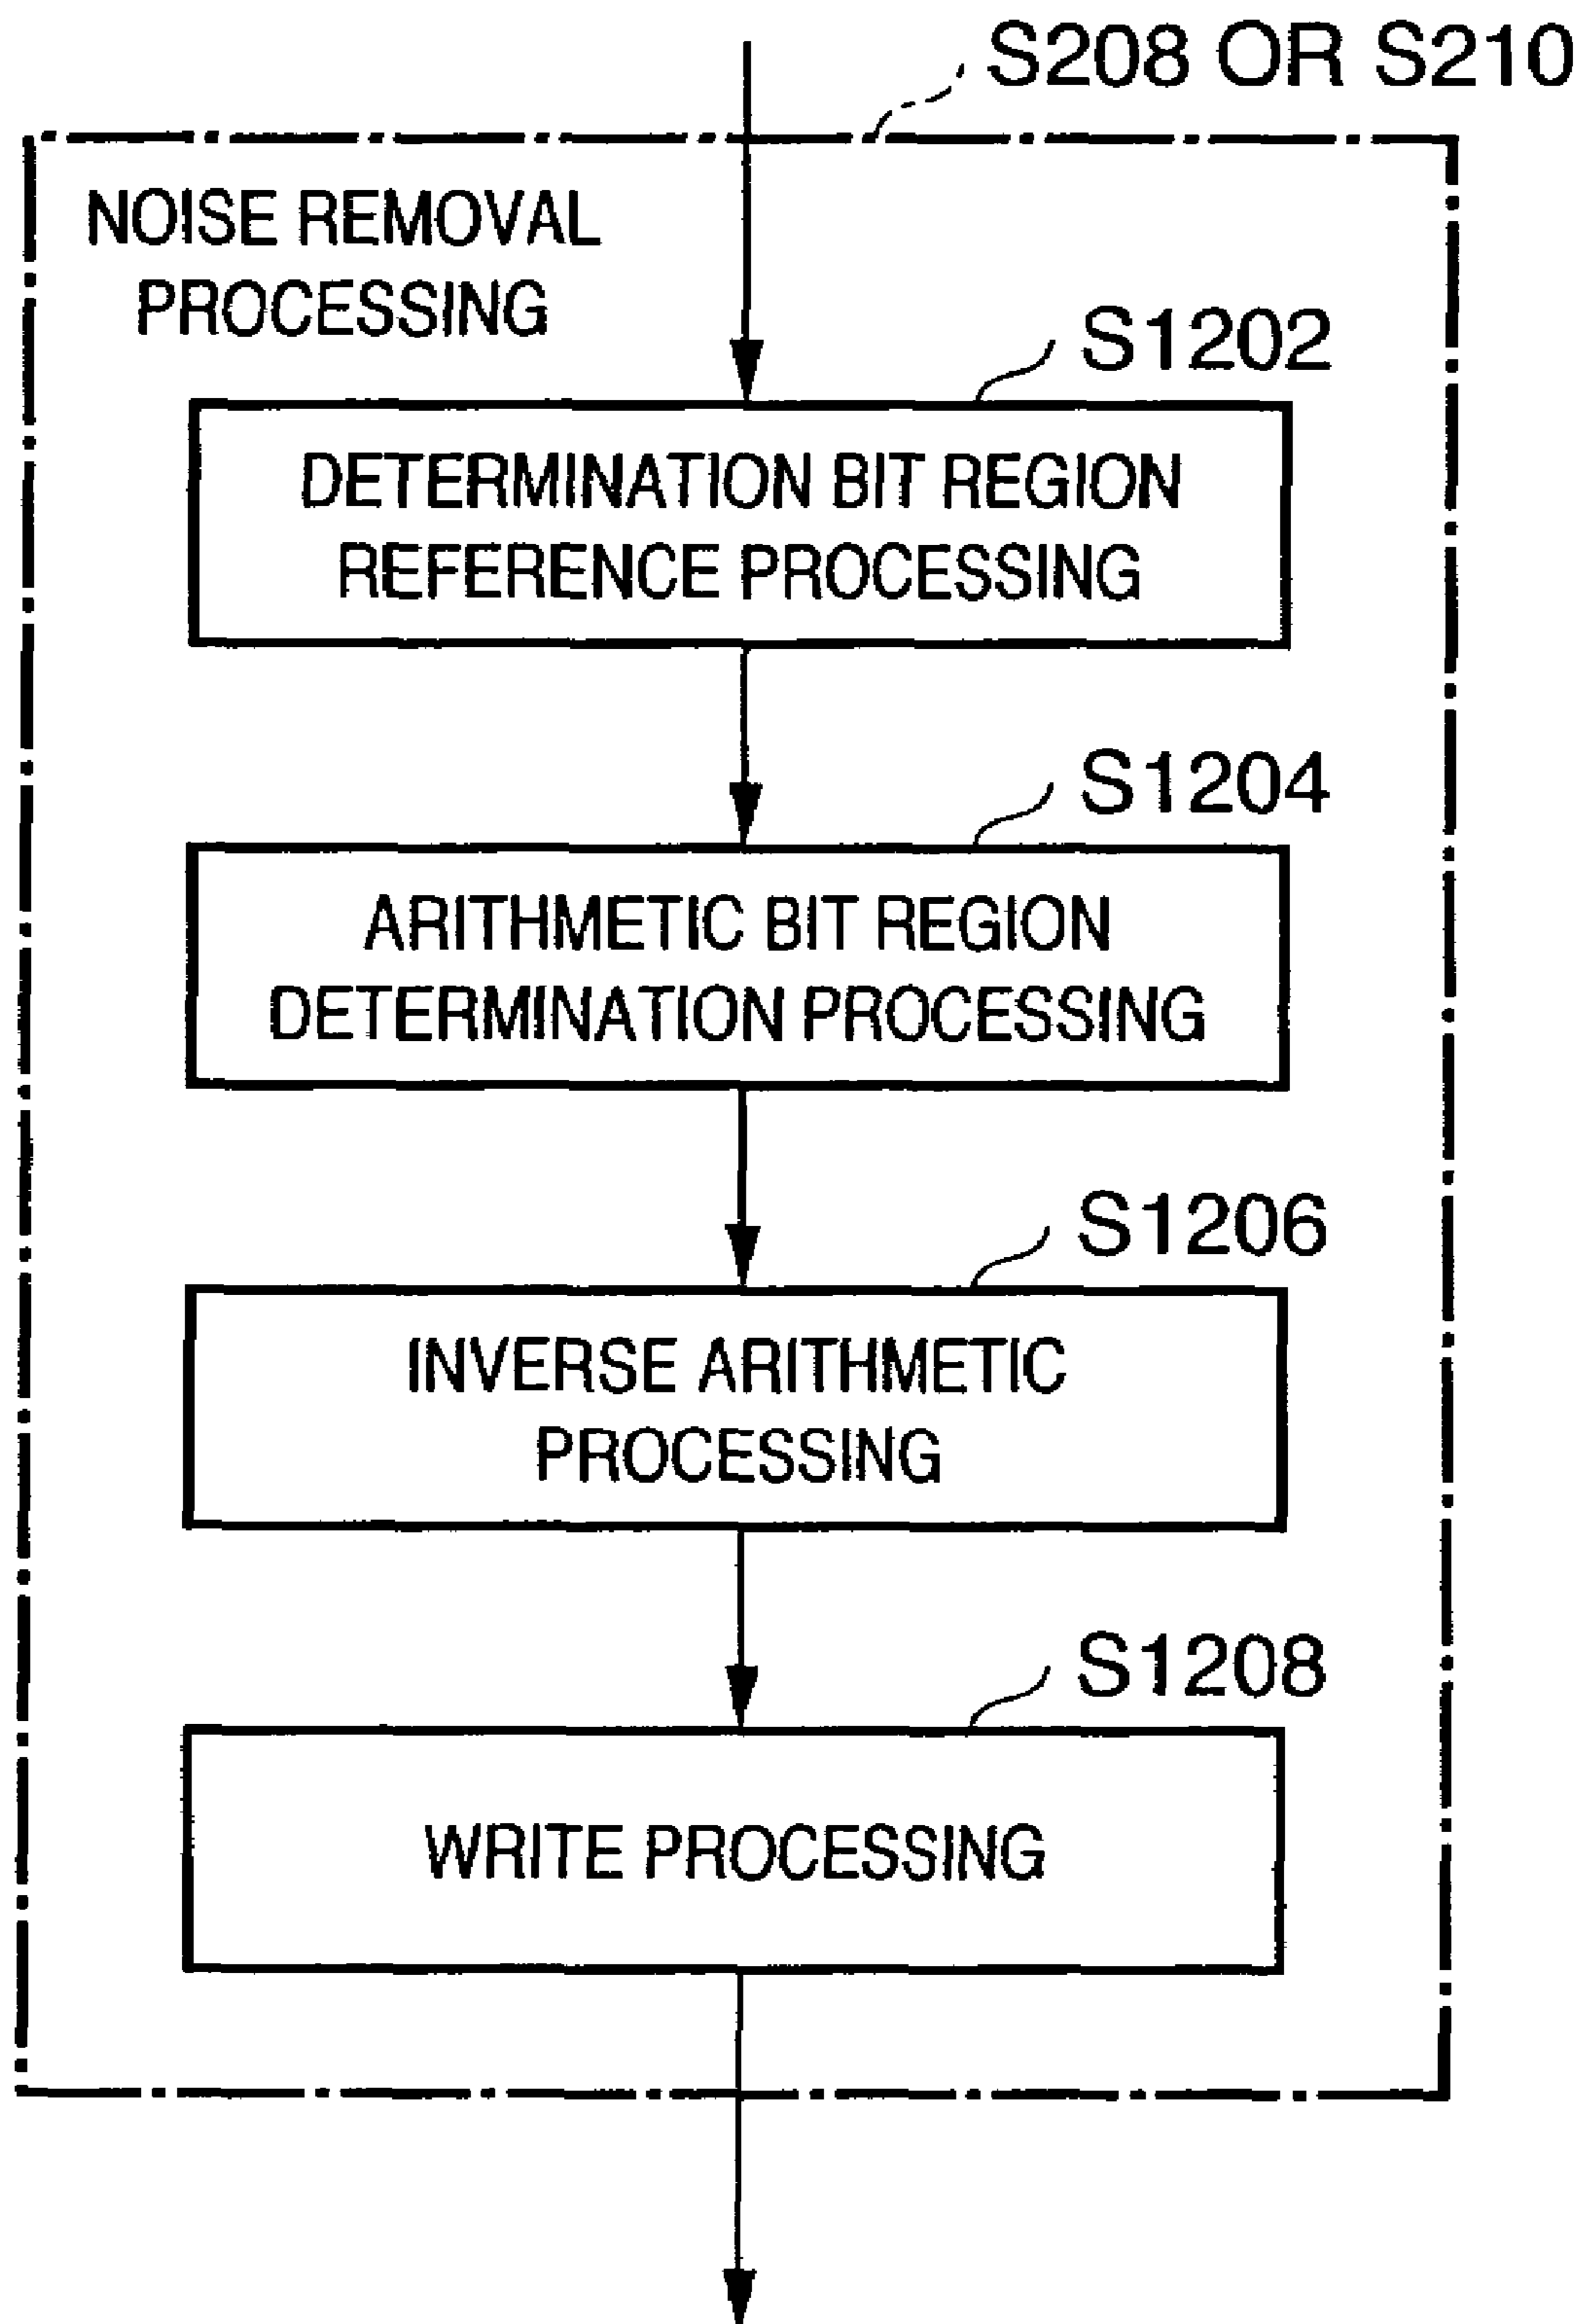 S208 OR S210
NOISE REMOVAL
PROCESSING
S1202
DETERMINATION BIT REGION
REFERENCE PROCESSING
S1204
ARITHMETIC BIT REGION
DETERMINATION PROCESSING
S1206
INVERSE ARITHMETIC
PROCESSING
S1208
WRITE PROCESSING